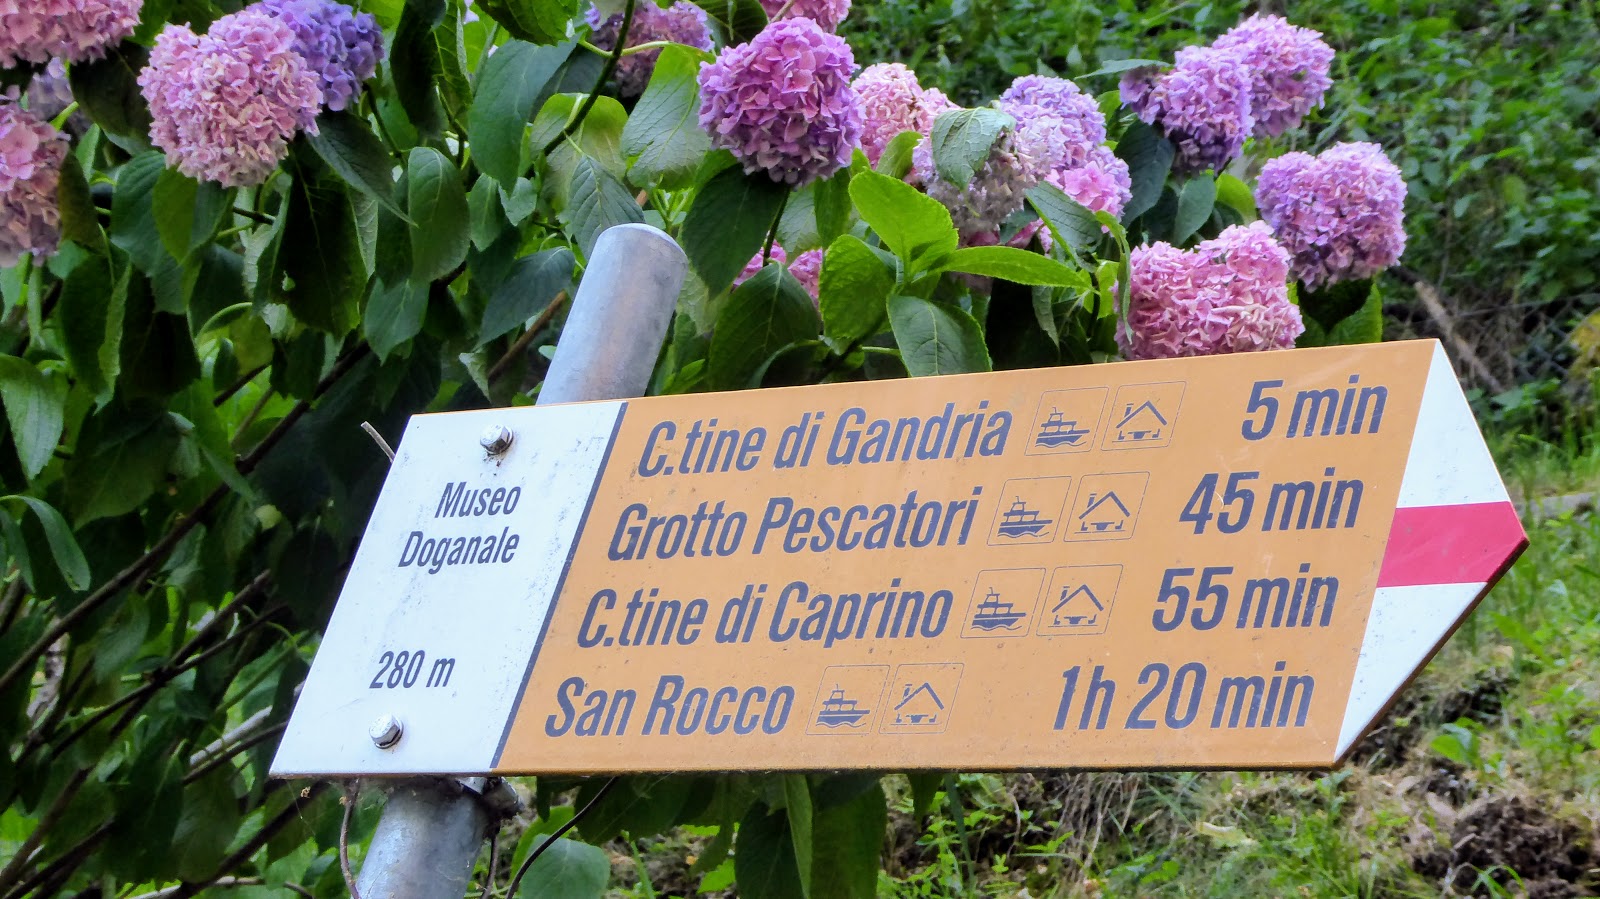 Museo
Doganale
280 m
C.tine di Gandria 5 min
Grotto Pescatori 45 min
C.tine di Caprino 55 min
San Rocco 1h 20 min